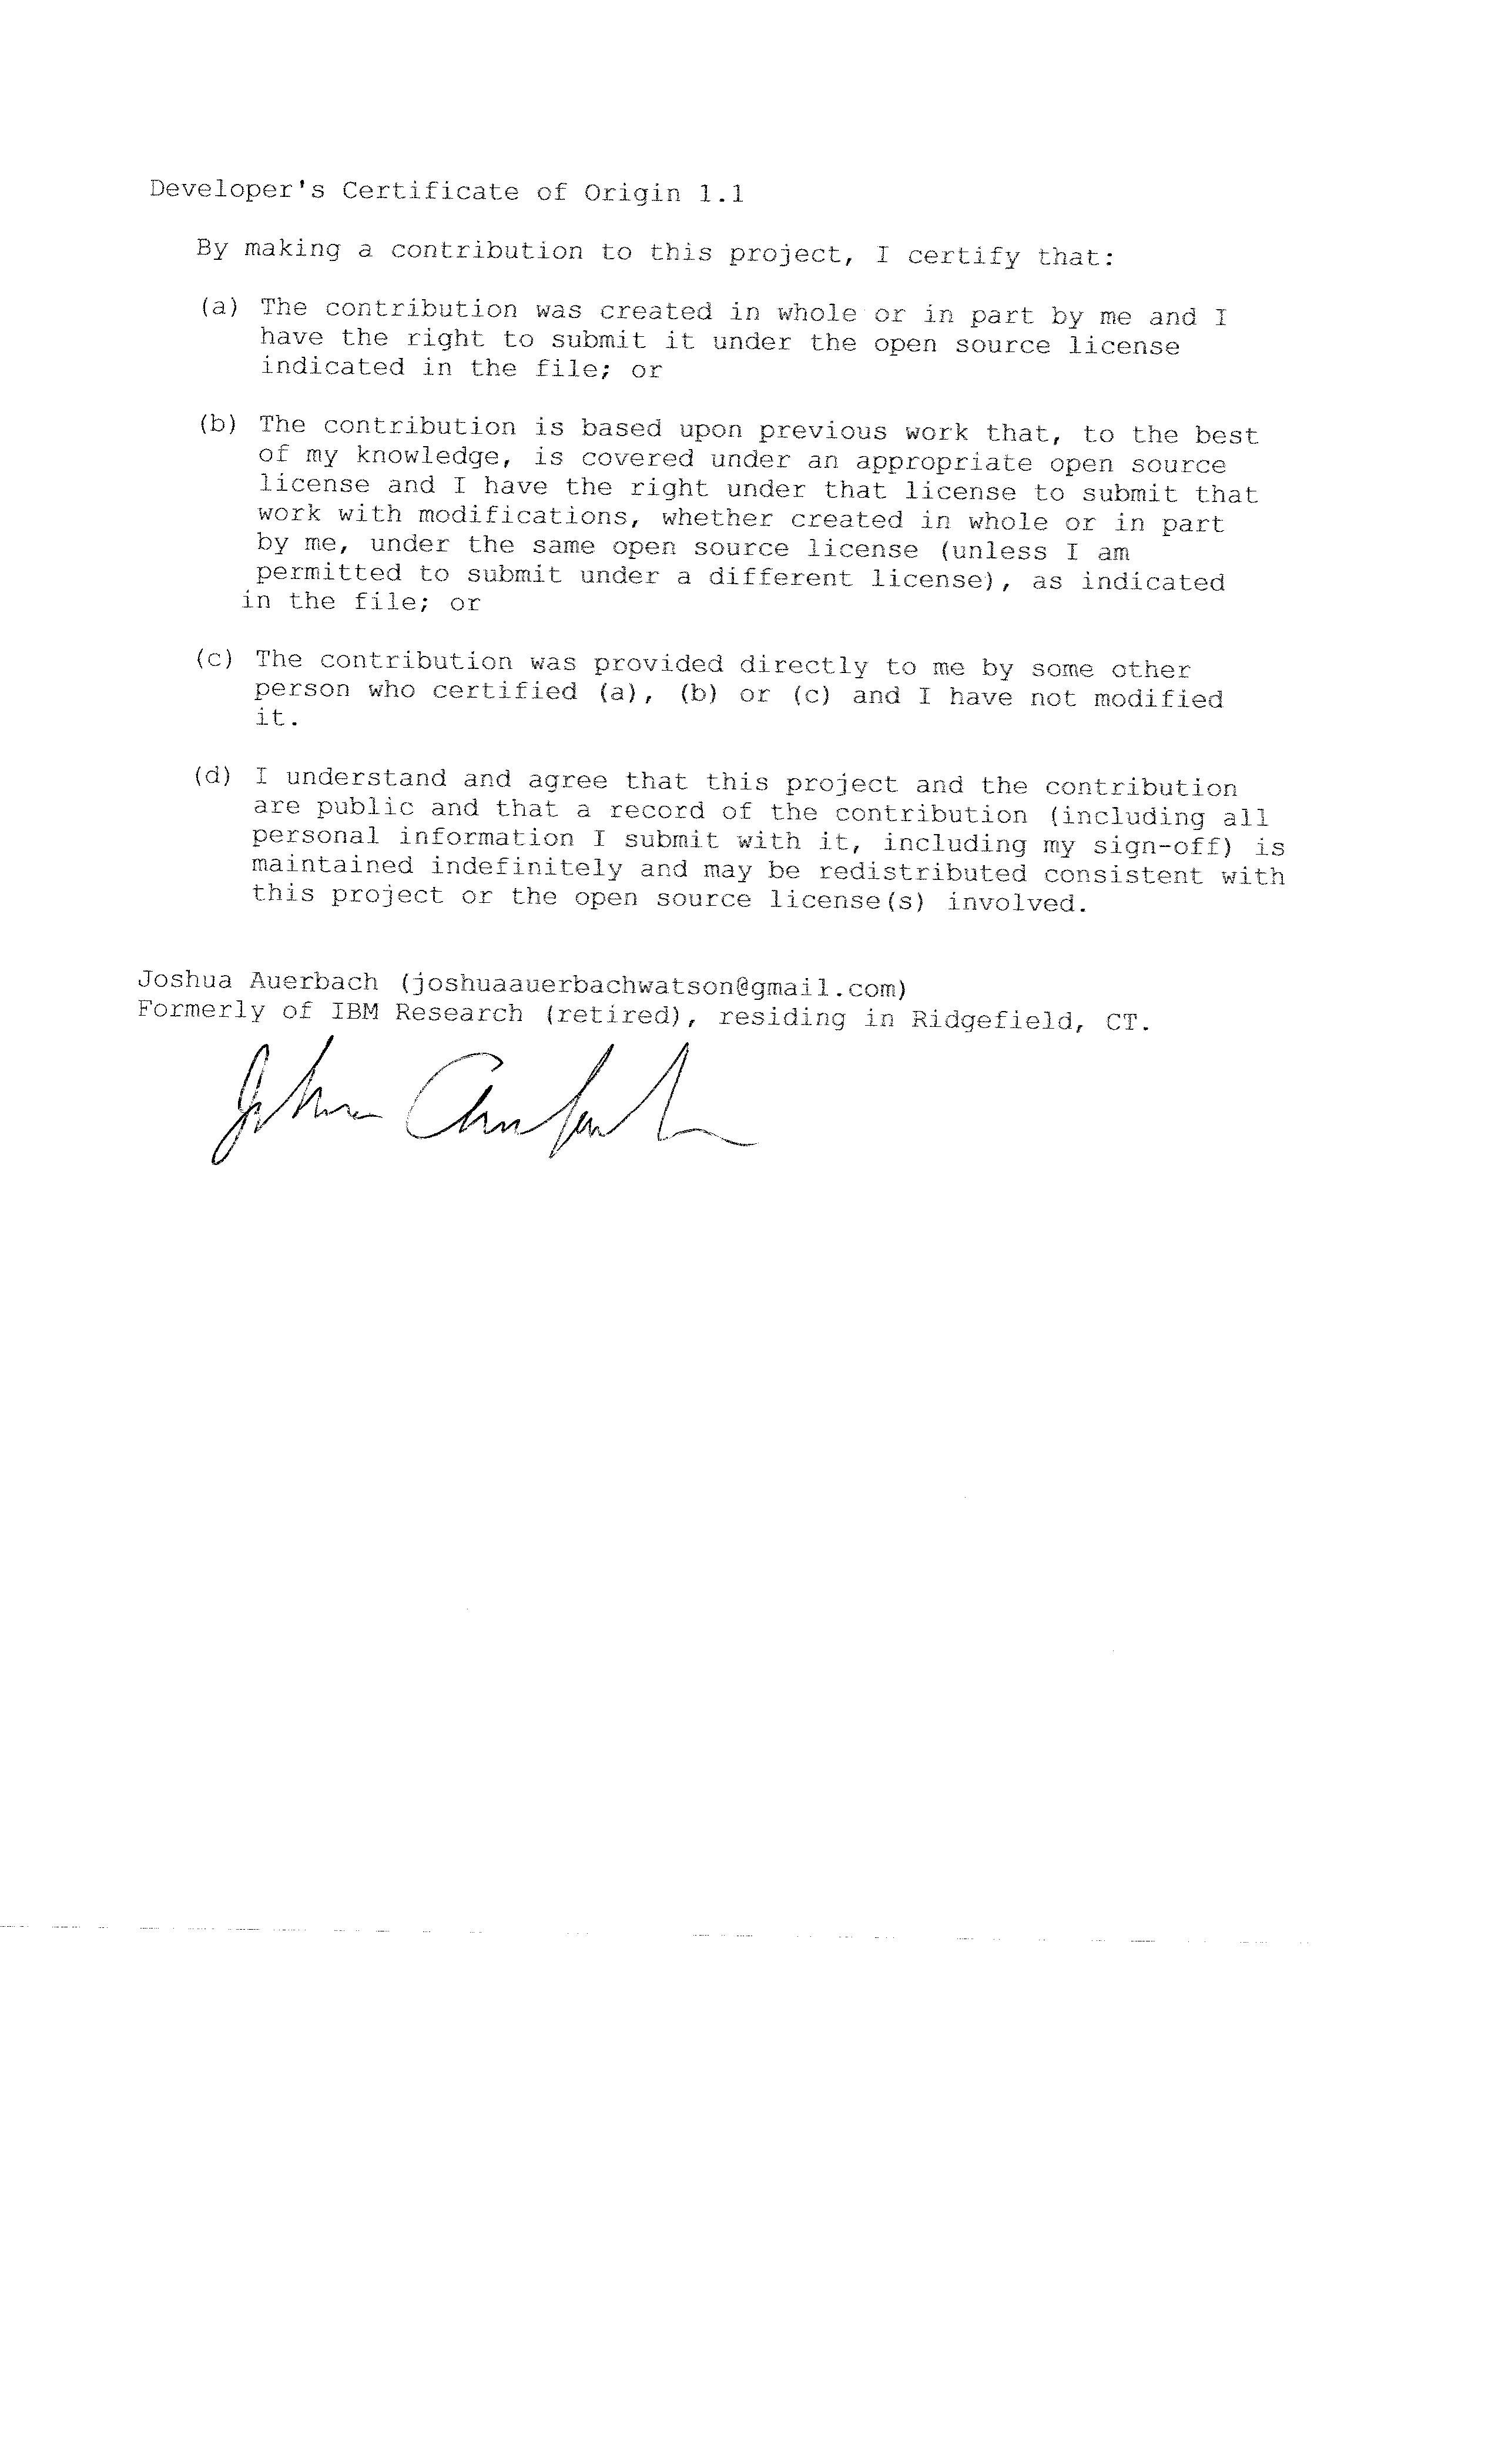 Developer's Certificate of Origin 1.1
By making a contribution to this project, I certify that:
(a) The contribution was created in whole or in part by me and I
have the right to submit it under the open source license
indicated in the file; or
(b) The contribution is based upon previous work that, to the best
of my knowledge, is covered under an appropriate open source
license and I have the right under that license to submit that
work with modifications, whether created in whole or in part
by me, under the same open source license (unless I am
permitted to submit under a different license), as indicated
in the file; or
(c) The contribution was provided directly to me by some other
person who certified (a), (b) or (c) and I have not modified
it.
(d) I understand and agree that this project and the contribution
are public and that a record of the contribution (including all
personal information I submit with it, including my sign-off) is
maintained indefinitely and may be redistributed consistent with
this project or the open source license(s) involved.
Joshua Auerbach (joshuaauerbachwatson@gmail.com)
Formerly of IBM Research (retired), residing in Ridgefield, CT.